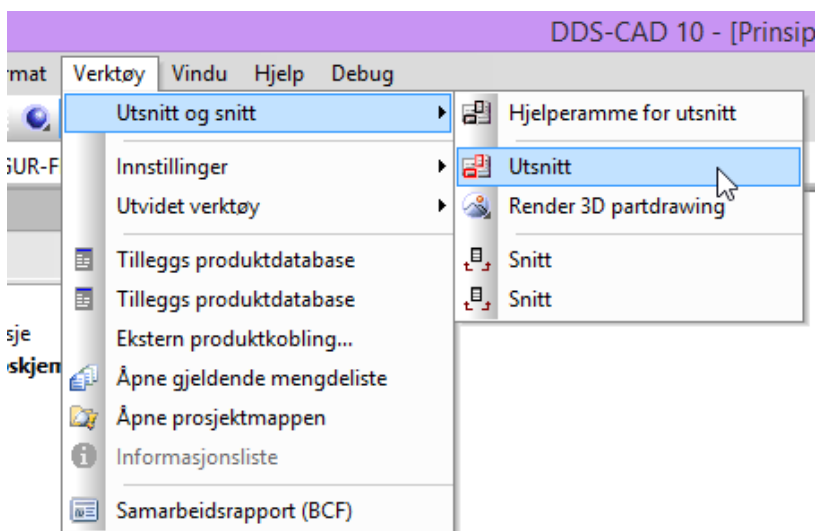 DDS-CAD 10 - [Prinsip
rmat Verktøy Vindu Hjelp Debug
Utsnitt og snitt
Hjelperamme for utsnitt
GUR-F
Innstillinger
Utsnitt
Utvidet verktøy
Render 3D partdrawing
Tilleggs produktdatabase
Snitt
Tilleggs produktdatabase
Snitt
sje
Ekstern produktkobling...
skjem
Åpne gjeldende mengdeliste
Åpne prosjektmappen
Informasjonsliste
Samarbeidsrapport (BCF)